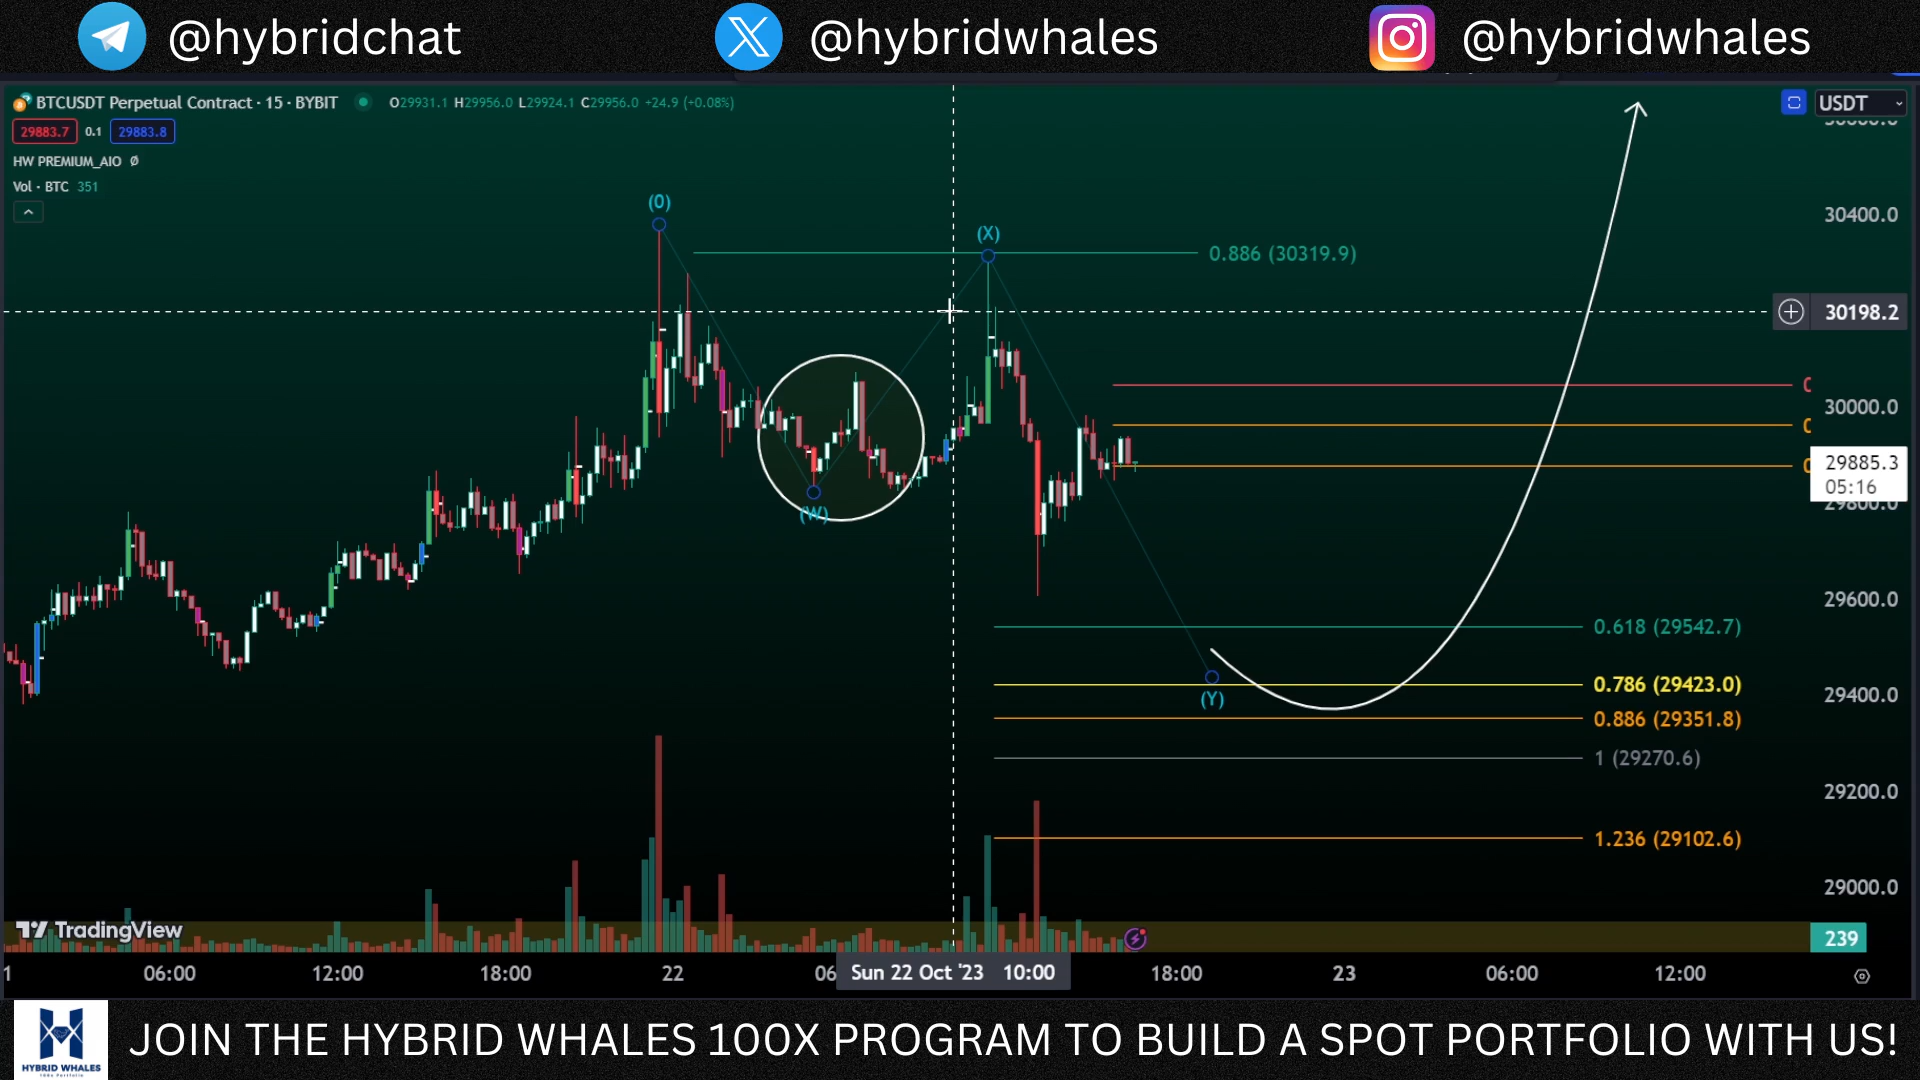 @hybridchat
@hybridwhales
@hybridwhales
BTCUSDT Perpetual Contract · 15 · BYBIT O29931.1 H29956.0 L29924.1 C29956.0 +24.9 (+0.08%)
USDT
29883.7 0.1 29883.8
HW PREMIUM_AIO Ø
Vol · BTC 351
(0)
30400.0
(X)
0.886 (30319.9)
30198.2
30000.0
29885.3
05:16
29800.0
(W)
29600.0
0.618 (29542.7)
0.786 (29423.0)
29400.0
(Y)
0.886 (29351.8)
1 (29270.6)
29200.0
1.236 (29102.6)
29000.0
TradingView
239
1 06:00 12:00 18:00 22 06 Sun 22 Oct '23 10:00 18:00 23 06:00 12:00
JOIN THE HYBRID WHALES 100X PROGRAM TO BUILD A SPOT PORTFOLIO WITH US!
HYBRID WHALES